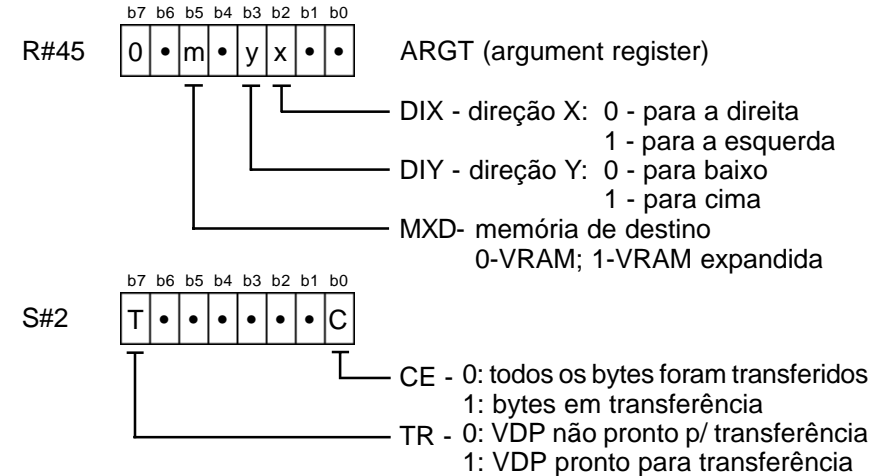 b7 b6 b5 b4 b3 b2 b1 b0
R#45 0 • m • y x • • ARGT (argument register)
DIX - direção X: 0 - para a direita
1 - para a esquerda
DIY - direção Y: 0 - para baixo
1 - para cima
MXD- memória de destino
0-VRAM; 1-VRAM expandida
b7 b6 b5 b4 b3 b2 b1 b0
S#2 T • • • • • • C
CE - 0: todos os bytes foram transferidos
1: bytes em transferência
TR - 0: VDP não pronto p/ transferência
1: VDP pronto para transferência